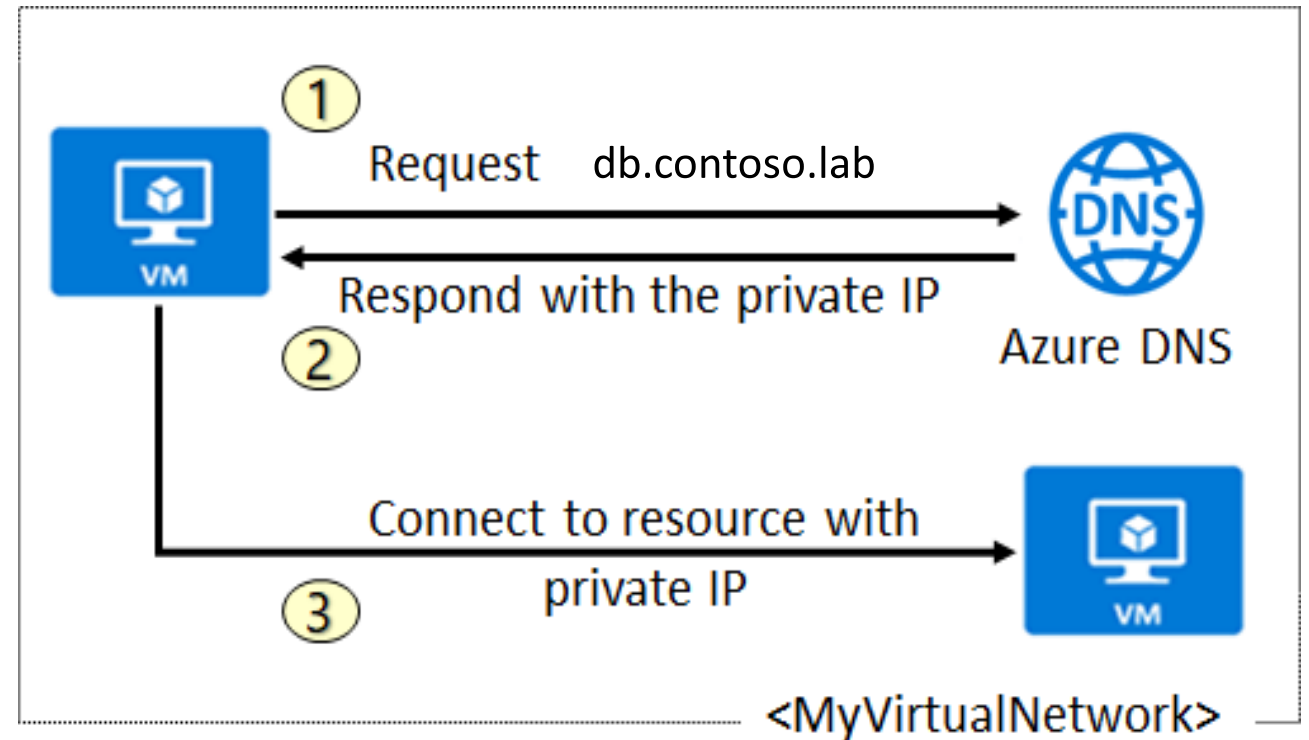 1
Request db.contoso.lab
DNS
VM
Respond with the private IP
2
Azure DNS
Connect to resource with
private IP
3
VM
<MyVirtualNetwork>